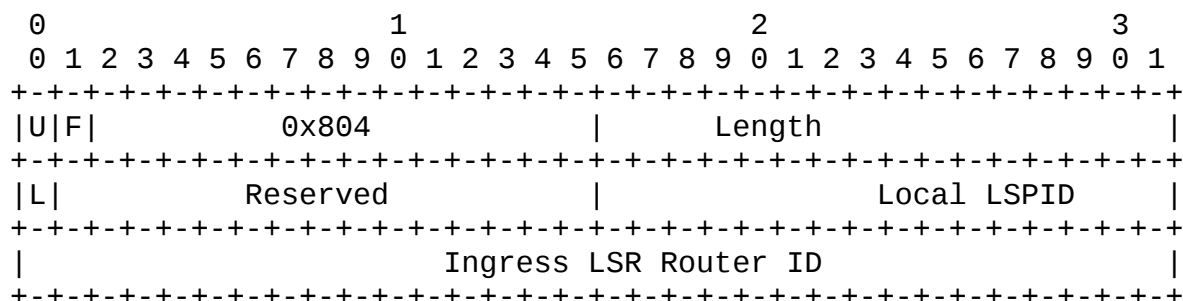 0                   1                   2                   3
 0 1 2 3 4 5 6 7 8 9 0 1 2 3 4 5 6 7 8 9 0 1 2 3 4 5 6 7 8 9 0 1
+-+-+-+-+-+-+-+-+-+-+-+-+-+-+-+-+-+-+-+-+-+-+-+-+-+-+-+-+-+-+-+-+
|U|F|          0x804            |      Length                   |
+-+-+-+-+-+-+-+-+-+-+-+-+-+-+-+-+-+-+-+-+-+-+-+-+-+-+-+-+-+-+-+-+
|L|          Reserved           |               Local LSPID     |
+-+-+-+-+-+-+-+-+-+-+-+-+-+-+-+-+-+-+-+-+-+-+-+-+-+-+-+-+-+-+-+-+
|                       Ingress LSR Router ID                  |
+-+-+-+-+-+-+-+-+-+-+-+-+-+-+-+-+-+-+-+-+-+-+-+-+-+-+-+-+-+-+-+-+